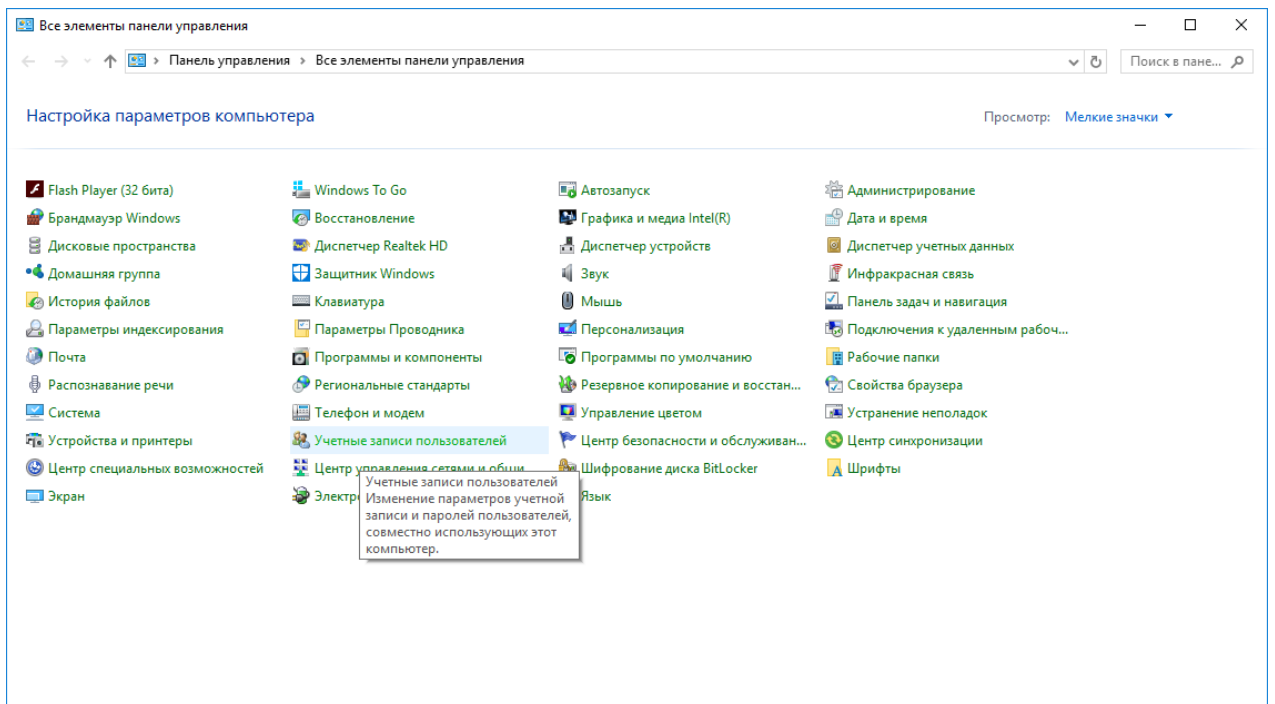 Все элементы панели управления
Панель управления › Все элементы панели управления
Поиск в пане...
Настройка параметров компьютера
Просмотр: Мелкие значки
Flash Player (32 бита)
Windows To Go
Автозапуск
Администрирование
Брандмауэр Windows
Восстановление
Графика и медиа Intel(R)
Дата и время
Дисковые пространства
Диспетчер Realtek HD
Диспетчер устройств
Диспетчер учетных данных
Домашняя группа
Защитник Windows
Звук
Инфракрасная связь
История файлов
Клавиатура
Мышь
Панель задач и навигация
Параметры индексирования
Параметры Проводника
Персонализация
Подключения к удаленным рабоч...
Почта
Программы и компоненты
Программы по умолчанию
Рабочие папки
Распознавание речи
Региональные стандарты
Резервное копирование и восстан...
Свойства браузера
Система
Телефон и модем
Управление цветом
Устранение неполадок
Устройства и принтеры
Учетные записи пользователей
Центр безопасности и обслуживан...
Центр синхронизации
Центр специальных возможностей
Центр управления сетями и общи
Шифрование диска BitLocker
Шрифты
Экран
Электро
Язык
Учетные записи пользователей
Изменение параметров учетной
записи и паролей пользователей,
совместно использующих этот
компьютер.